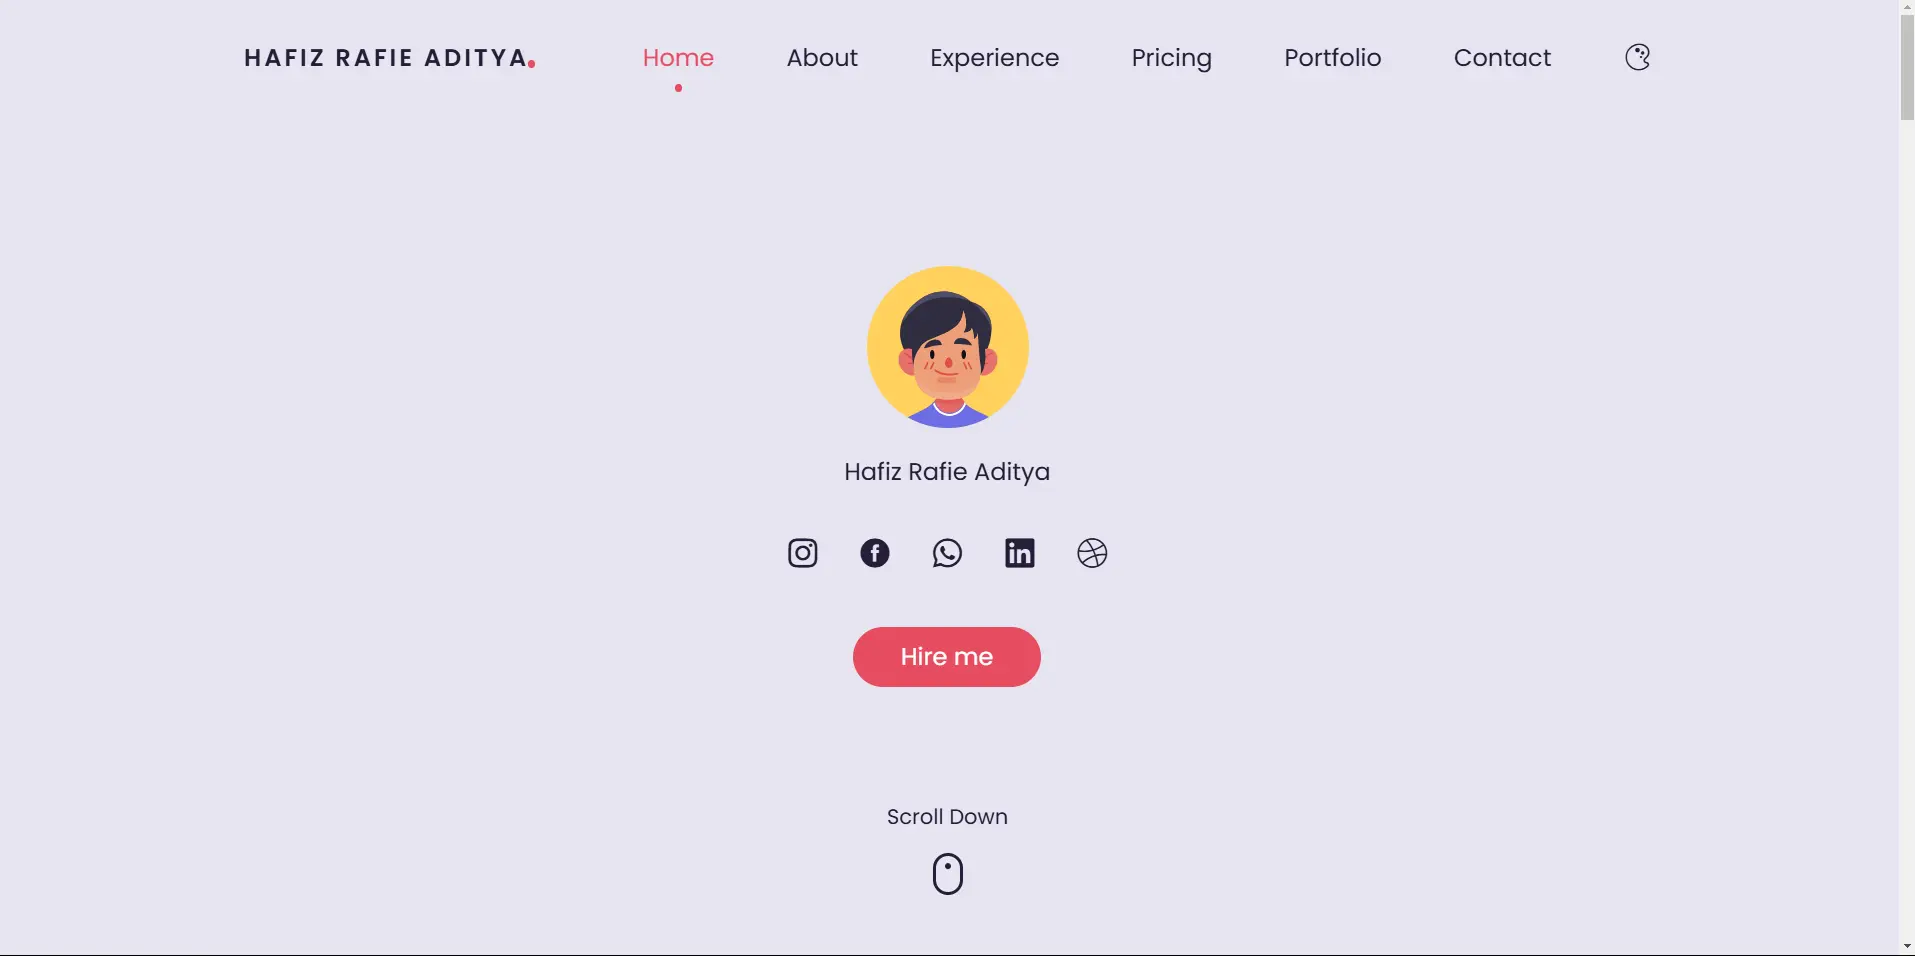 HAFIZ RAFIE ADITYA. Home About Experience Pricing Portfolio Contact
Hafiz Rafie Aditya
Hire me
Scroll Down